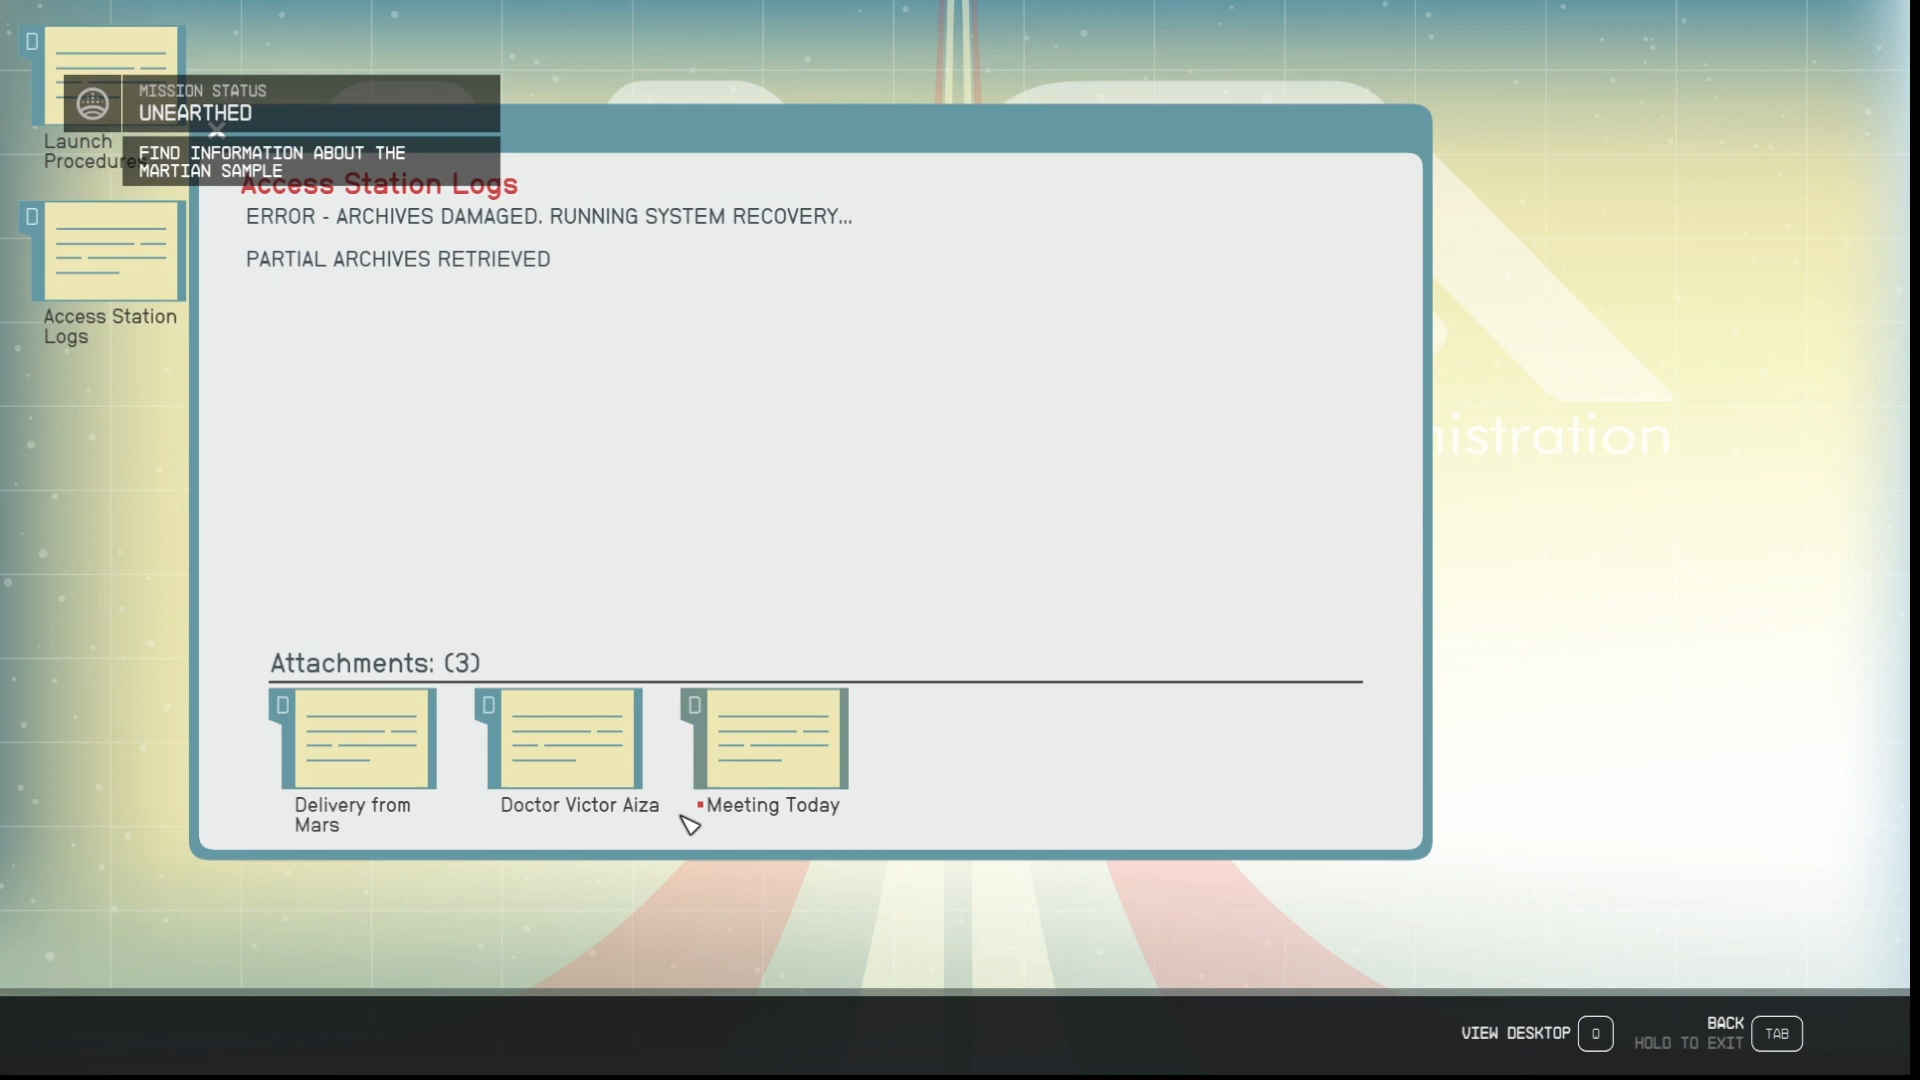 MISSION STATUS
UNEARTHED
FIND INFORMATION ABOUT THE
MARTIAN SAMPLE
Launch
Procedures
Access Station
Logs
Access Station Logs
ERROR - ARCHIVES DAMAGED. RUNNING SYSTEM RECOVERY...
PARTIAL ARCHIVES RETRIEVED
nistration
Attachments: (3)
Delivery from
Mars
Doctor Victor Aiza
Meeting Today
VIEW DESKTOP Q
BACK TAB
HOLD TO EXIT